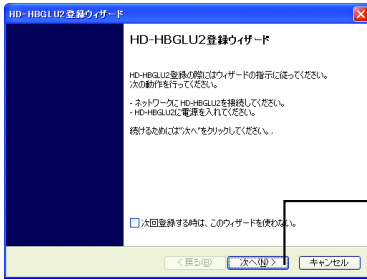 HD-HBGLU2登録ウィザード
HD-HBGLU2登録ウィザード
HD-HBGLU2登録の際にはウィザードの指示に従ってください。
次の動作を行ってください。
- ネットワークに HD-HBGLU2を接続してください。
- HD-HBGLU2に電源を入れてください。
続けるためには"次へ"をクリックしてください。.
次回登録する時は、このウィザードを使わない。
< 戻る(B) 次へ(N) > キャンセル